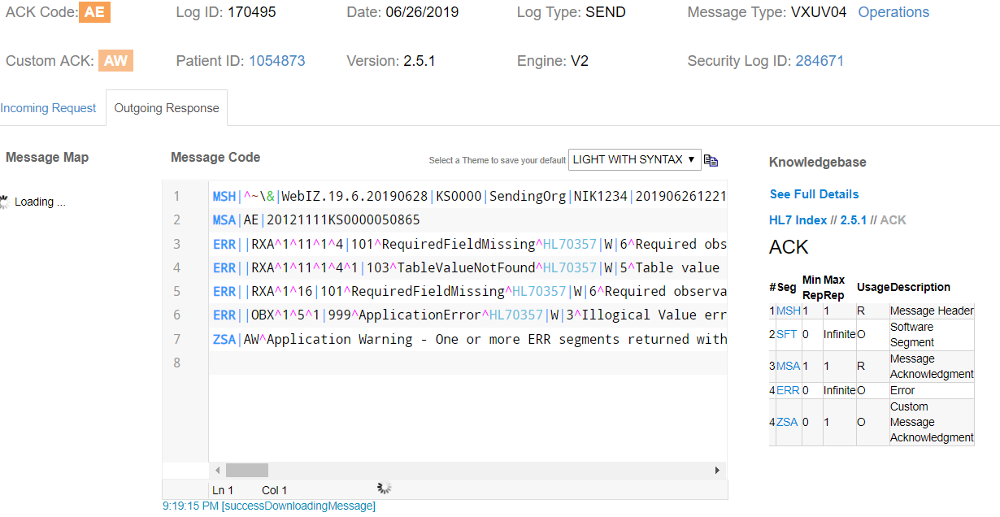 ACK Code: AE Log ID: 170495 Date: 06/26/2019 Log Type: SEND Message Type: VXUV04 Operations
Custom ACK: AW Patient ID: 1054873 Version: 2.5.1 Engine: V2 Security Log ID: 284671
Incoming Request Outgoing Response
Message Map
Loading ...
Message Code
Select a Theme to save your default LIGHT WITH SYNTAX ▼
1 MSH|^~\&|WebIZ.19.6.20190628|KS0000|SendingOrg|NIK1234|201906261221
2 MSA|AE|20121111KS0000050865
3 ERR||RXA^1^11^1^4|101^RequiredFieldMissing^HL70357|W|6^Required obs
4 ERR||RXA^1^11^1^4^1|103^TableValueNotFound^HL70357|W|5^Table value
5 ERR||RXA^1^16|101^RequiredFieldMissing^HL70357|W|6^Required observa
6 ERR||OBX^1^5^1|999^ApplicationError^HL70357|W|3^Illogical Value err
7 ZSA|AW^Application Warning - One or more ERR segments returned with
8
Ln 1 Col 1
9:19:15 PM [successDownloadingMessage]
Knowledgebase
See Full Details
HL7 Index // 2.5.1 // ACK
ACK
# Seg Min Rep Max Rep Usage Description
1 MSH 1 1 R Message Header
2 SFT 0 Infinite O Software Segment
3 MSA 1 1 R Message Acknowledgment
4 ERR 0 Infinite O Error
4 ZSA 0 1 O Custom Message Acknowledgment